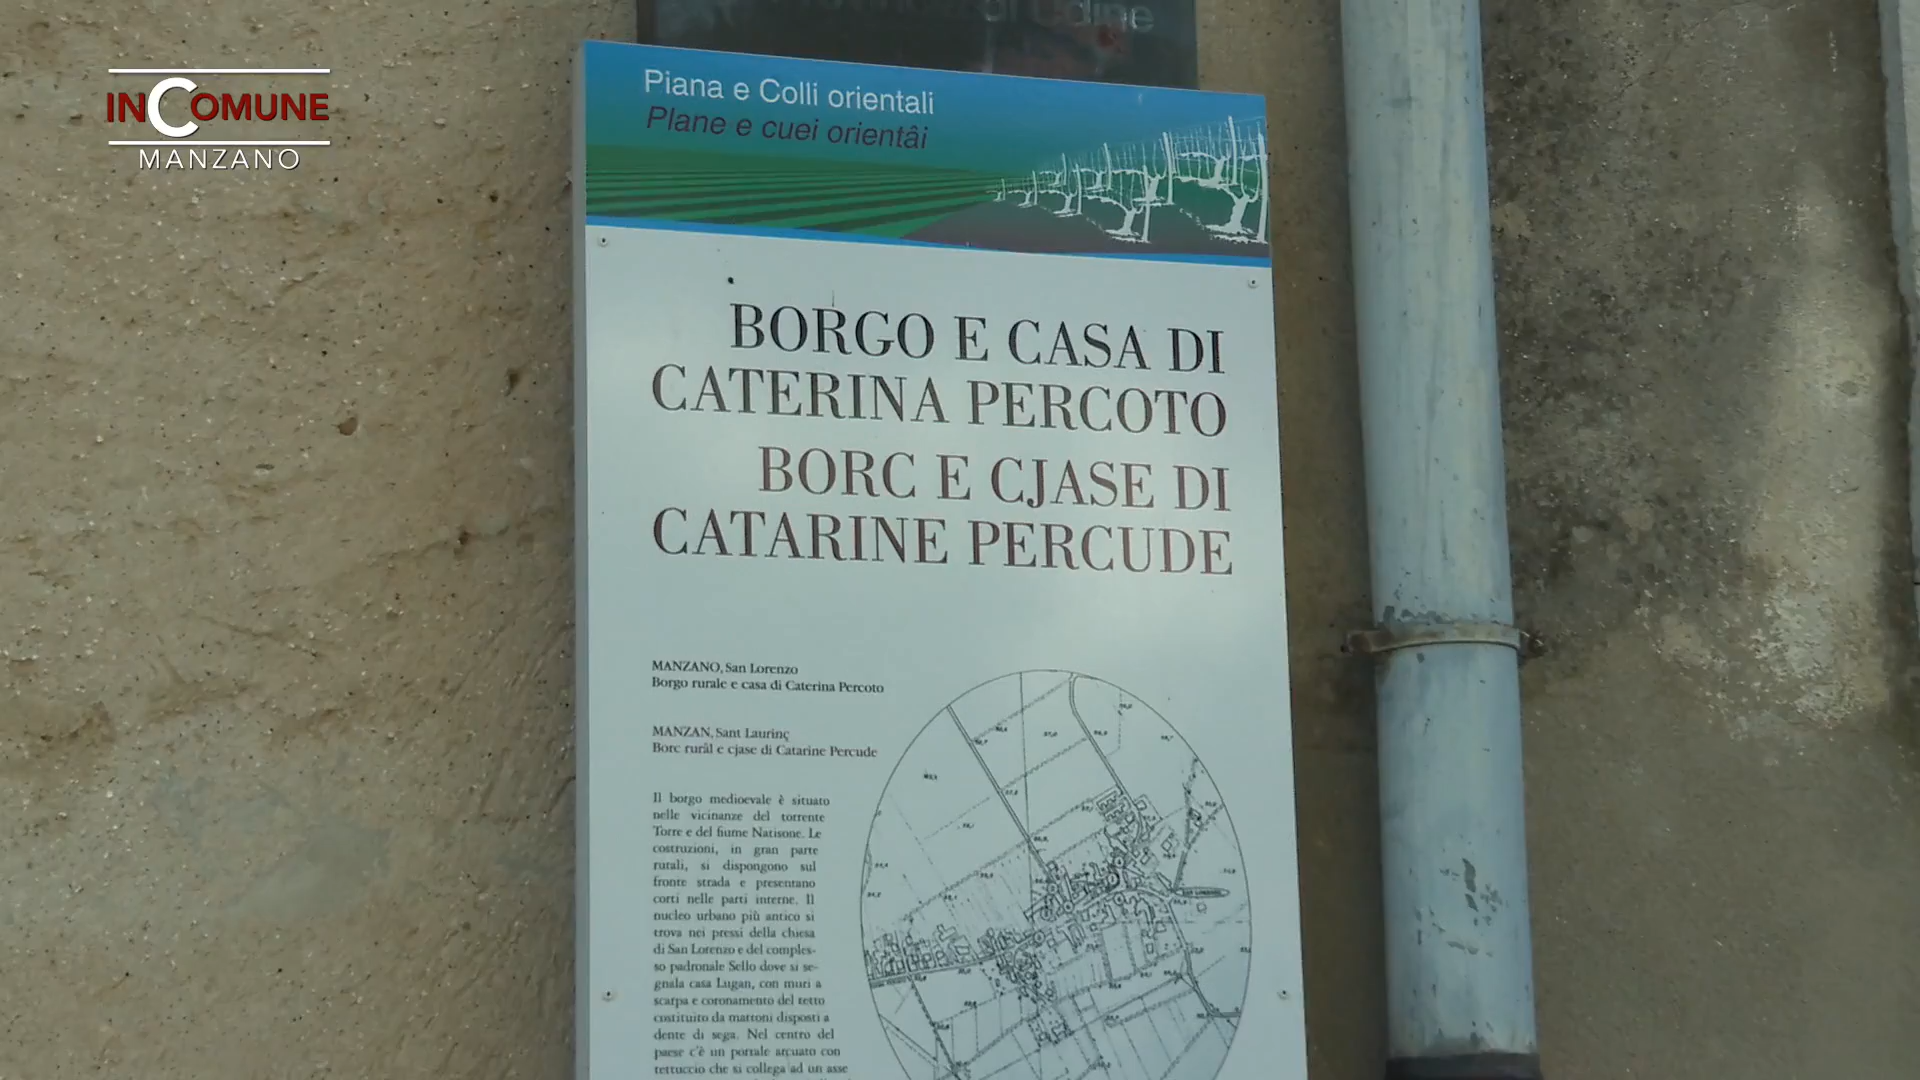 INCOMUNE
MANZANO
Udine
Piana e Colli orientali
Plane e cuei orientâi
BORGO E CASA DI
CATERINA PERCOTO
BORC E CJASE DI
CATARINE PERCUDE
MANZANO, San Lorenzo
Borgo rurale e casa di Caterina Percoto
MANZAN, Sant Laurinç
Borc rurâl e cjase di Catarine Percude
Il borgo medioevale è situato
nelle vicinanze del torrente
Torre e del fiume Natisone. Le
costruzioni, in gran parte
rurali, si dispongono sul
fronte strada e presentano
corti nelle parti interne. Il
nucleo urbano più antico si
trova nei pressi della chiesa
di San Lorenzo e del comples-
so padronale Sello dove si se-
gnala casa Lugan, con muri a
scarpa e coronamento del tetto
costituito da mattoni disposti a
dente di sega. Nel centro del
paese c'è un portale arcuato con
tettuccio che si collega ad un asse